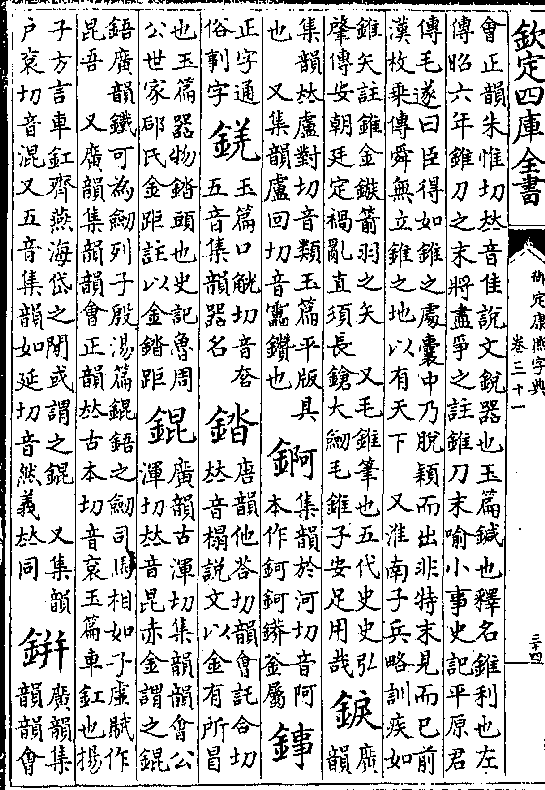 欽定四庫全書
御定康熙字典
卷三十一
三十四
會正韻朱惟切𠀤音佳說文銳器也玉篇鍼也釋名錐利也左
傳昭六年錐刀之末將盡爭之註錐刀末喻小事史記平原君
傳毛遂曰臣得如錐之處囊中乃脫穎而出非特末見而已前
漢枚乘傳舜無立錐之地以有天下 又淮南子兵略訓疾如
錐矢註錐金鏃箭羽之矢 又毛錐筆也五代史史弘
肇傳安朝廷定禍亂直須長鎗大劒毛錐子安足用哉
錑
廣
韻
集韻𠀤盧對切音類玉篇平版具
也 又集韻盧回切音䨓鑽也
錒
集韻於河切音阿
本作鈳鈳䥈釜屬
錤
正字通
俗剚字
䤿
玉篇口觥切音夸
五音集韻器名
錔
唐韻他荅切韻會託合切
𠀤音榻說文以金有所冒
也玉篇器物錔頭也史記魯周
公世家郈氏金距註以金錔距
錕
廣韻古渾切集韻韻會公
渾切𠀤音昆赤金謂之錕
鋙廣韻鐵可為劒列子殷湯篇錕鋙之劒司馬相如子虛賦作
昆吾 又廣韻集韻韻會正韻𠀤古本切音袞玉篇車釭也揚
子方言車釭齊燕海岱之閒或謂之錕 又集韻
戶袞切音混又五音集韻如延切音然義𠀤同
鉼
廣韻集
韻韻會